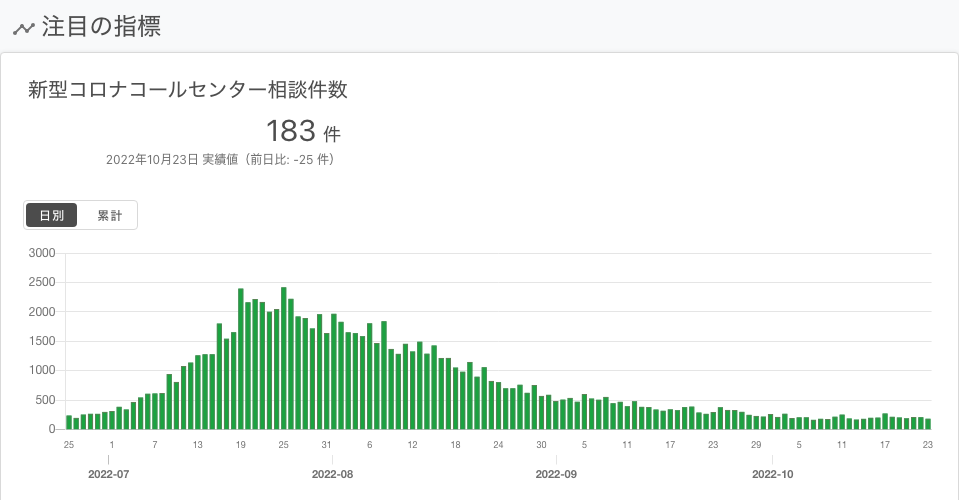 注目の指標
新型コロナコールセンター相談件数
183 件
2022年10月23日 実績値（前日比: -25 件）
日別 累計
3000
2500
2000
1500
1000
500
0
25 1 7 13 19 25 31 6 12 18 24 30 5 11 17 23 29 5 11 17 23
2022-07 2022-08 2022-09 2022-10